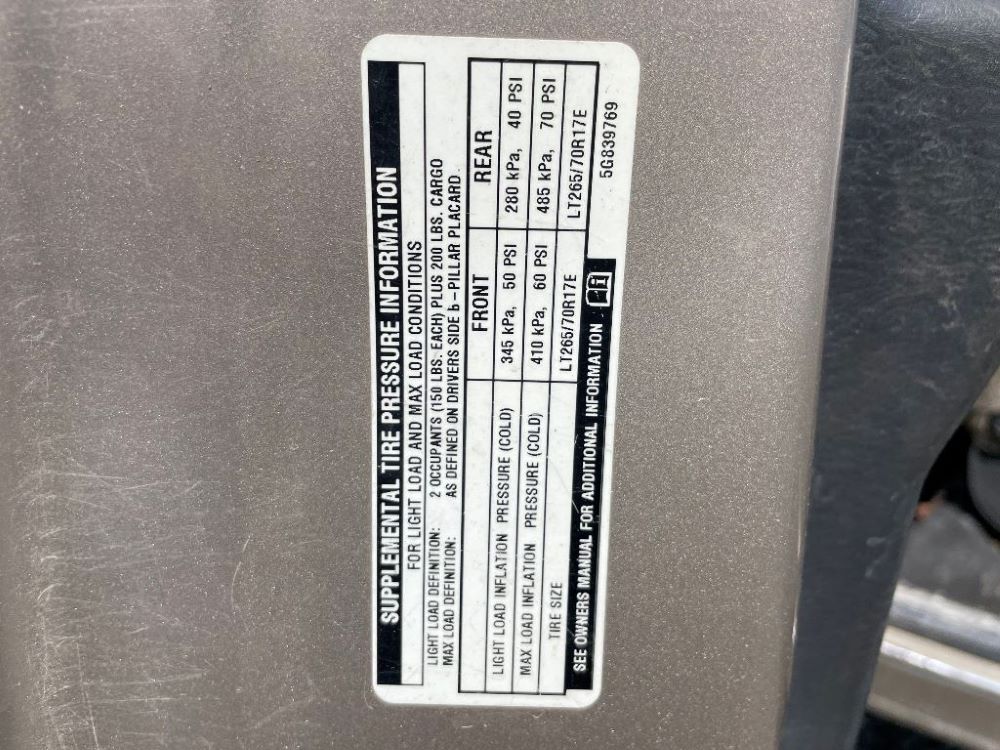 SUPPLEMENTAL TIRE PRESSURE INFORMATION
FOR LIGHT LOAD AND MAX LOAD CONDITIONS
LIGHT LOAD DEFINITION: 2 OCCUPANTS (150 LBS. EACH) PLUS 200 LBS. CARGO
MAX LOAD DEFINITION: AS DEFINED ON DRIVERS SIDE b-PILLAR PLACARD.
FRONT REAR
LIGHT LOAD INFLATION PRESSURE (COLD) 345 kPa, 50 PSI 280 kPa, 40 PSI
MAX LOAD INFLATION PRESSURE (COLD) 410 kPa, 60 PSI 485 kPa, 70 PSI
TIRE SIZE LT265/70R17E LT265/70R17E
SEE OWNERS MANUAL FOR ADDITIONAL INFORMATION
5G839769